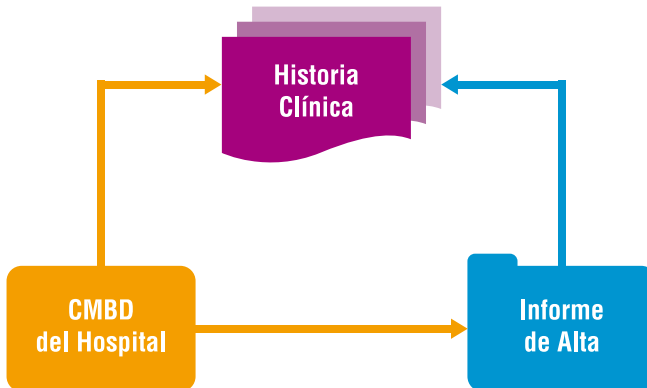 Historia
Clínica
CMBD
del Hospital
Informe
de Alta